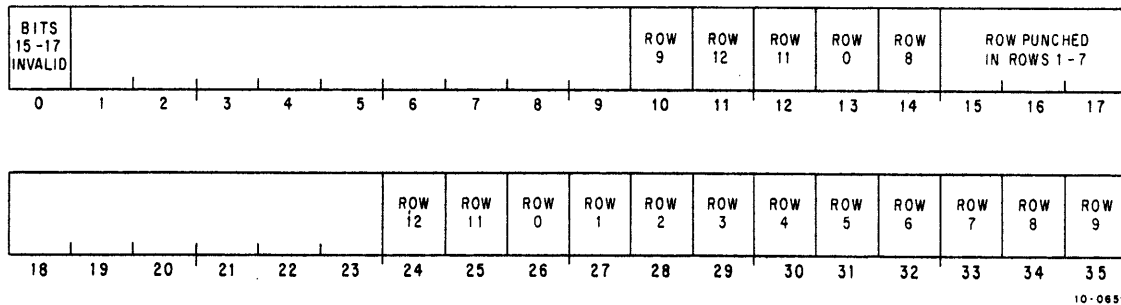 BITS
15-17
INVALID
ROW
9
ROW
12
ROW
11
ROW
0
ROW
8
ROW PUNCHED
IN ROWS 1-7
0 1 2 3 4 5 6 7 8 9 10 11 12 13 14 15 16 17
ROW
12
ROW
11
ROW
0
ROW
1
ROW
2
ROW
3
ROW
4
ROW
5
ROW
6
ROW
7
ROW
8
ROW
9
18 19 20 21 22 23 24 25 26 27 28 29 30 31 32 33 34 35